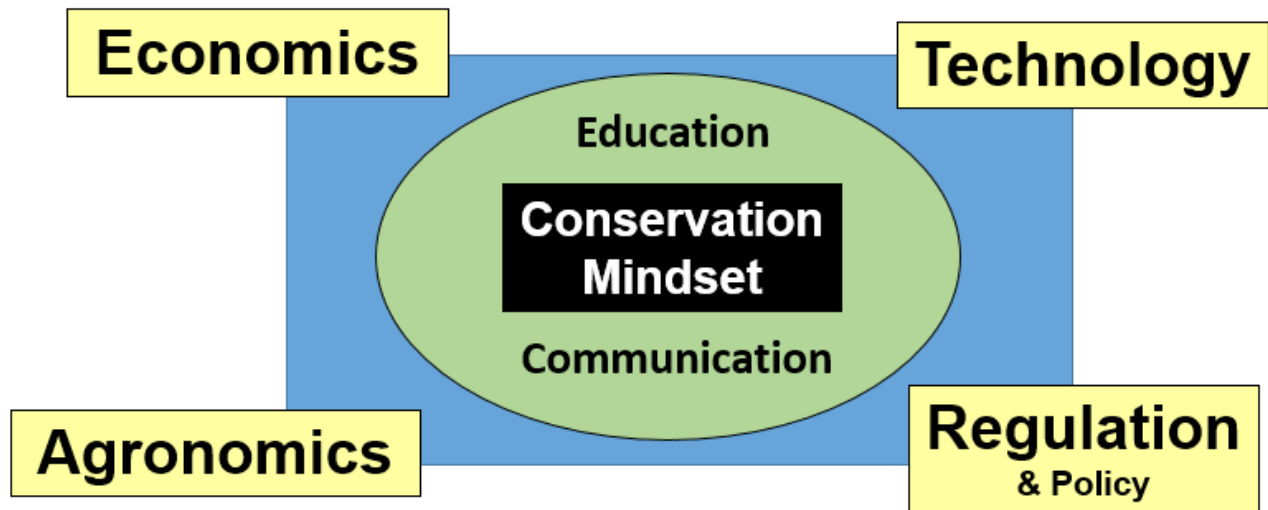 Economics
Technology
Education
Conservation
Mindset
Communication
Agronomics
Regulation
& Policy